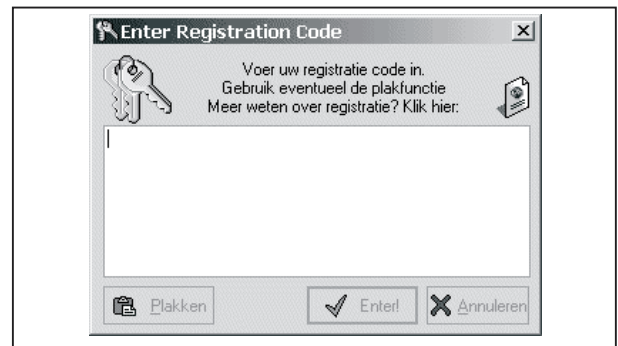 Enter Registration Code
Voer uw registratie code in.
Gebruik eventueel de plakfunctie
Meer weten over registratie? Klik hier:
Plakken Enter! Annuleren